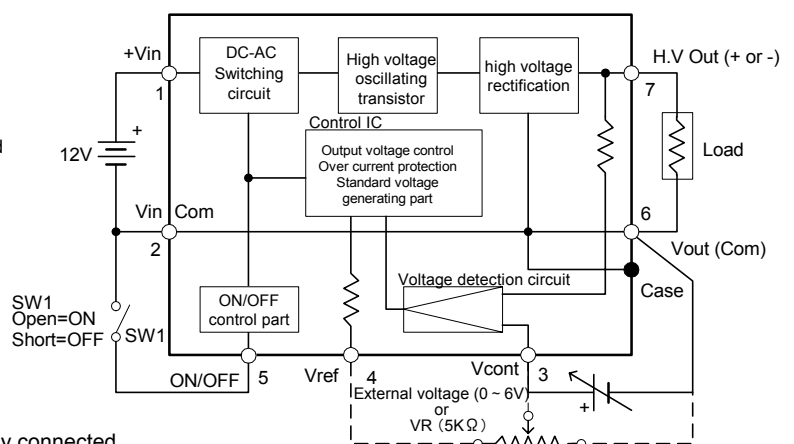 +Vin
1
DC-AC
Switching
circuit
High voltage
oscillating
transistor
high voltage
rectification
H.V Out (+ or -)
7
Control IC
Output voltage control
Over current protection
Standard voltage
generating part
+
12V
Load
Vin Com
2
6
Vout (Com)
Voltage detection circuit
Case
ON/OFF
control part
SW1
Open=ON
Short=OFF
SW1
ON/OFF
5
Vref
4
Vcont
3
External voltage (0 ~ 6V)
or
VR (5KΩ)
+
y connected